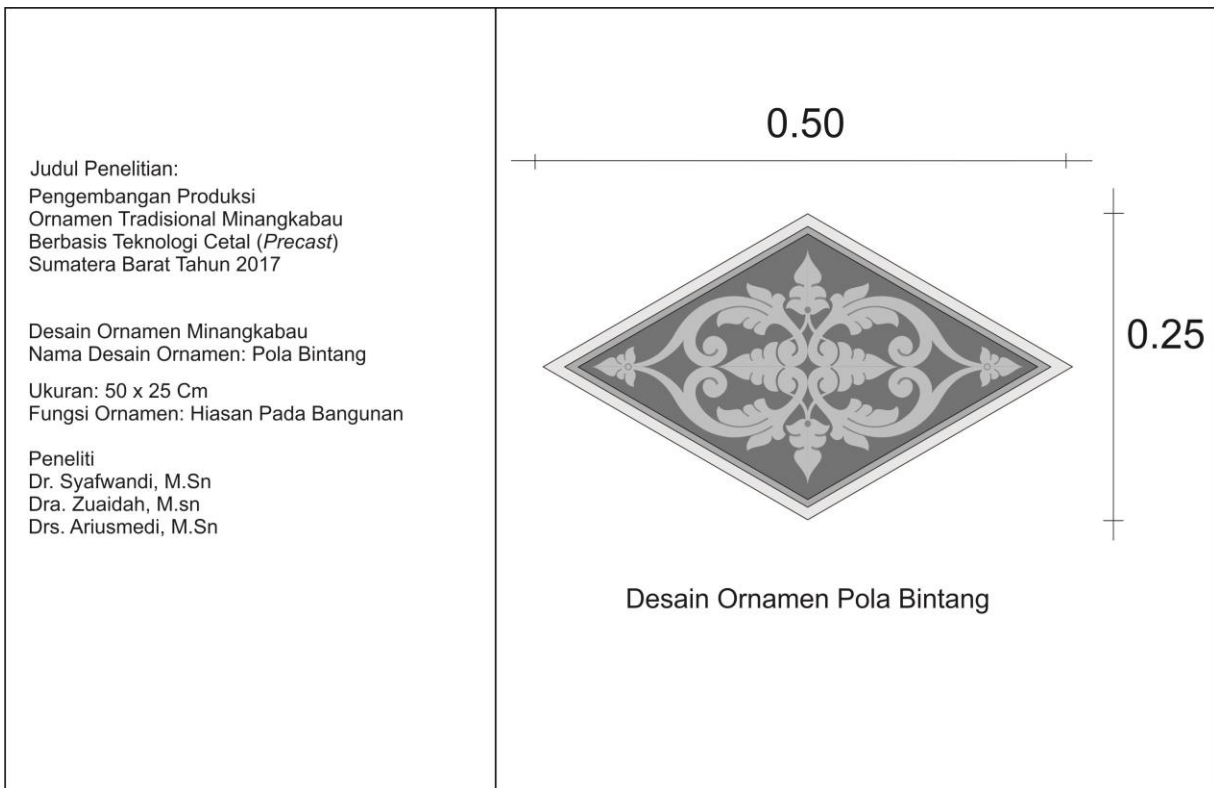 Judul Penelitian:
Pengembangan Produksi
Ornamen Tradisional Minangkabau
Berbasis Teknologi Cetal (Precast)
Sumatera Barat Tahun 2017
Desain Ornamen Minangkabau
Nama Desain Ornamen: Pola Bintang
Ukuran: 50 x 25 Cm
Fungsi Ornamen: Hiasan Pada Bangunan
Peneliti
Dr. Syafwandi, M.Sn
Dra. Zuaidah, M.sn
Drs. Ariusmedi, M.Sn
0.50
0.25
Desain Ornamen Pola Bintang